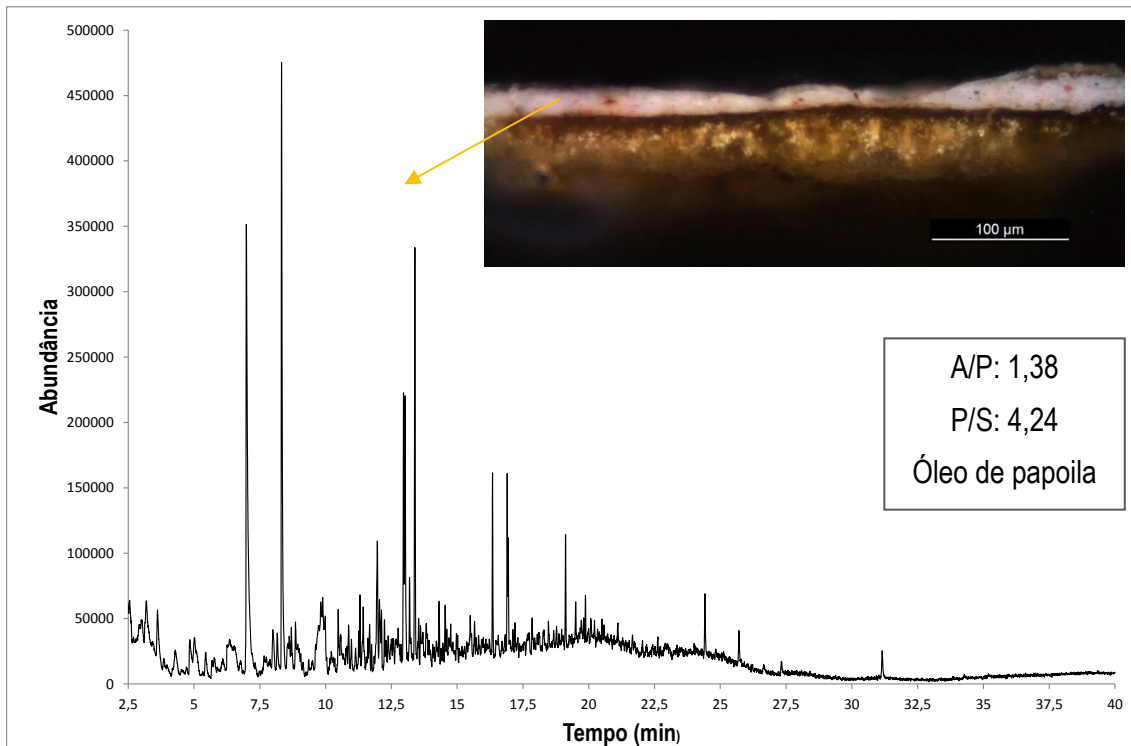 500000
450000
400000
350000
300000
250000
200000
150000
100000
50000
0
Abundância
2,5 5 7,5 10 12,5 15 17,5 20 22,5 25 27,5 30 32,5 35 37,5 40
Tempo (min)
100 µm
A/P: 1,38
P/S: 4,24
Óleo de papoila